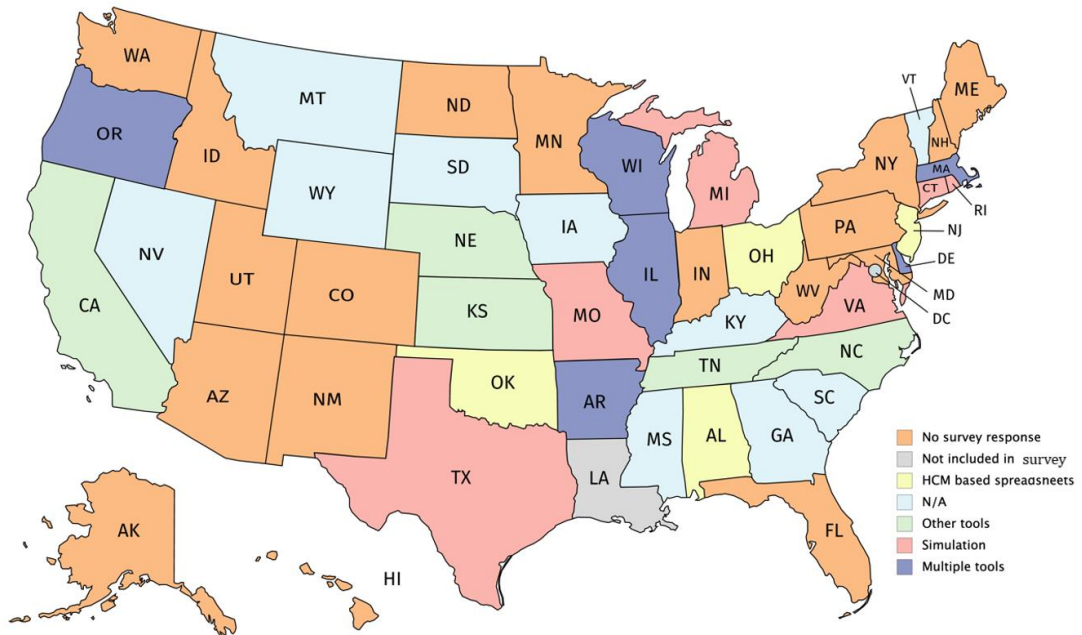 WA
MT
ND
MN
ME
VT
NH
OR
ID
SD
WI
NY
MA
WY
MI
CT
RI
NV
NE
IA
PA
NJ
UT
CO
IL
IN
OH
DE
CA
KS
MO
WV
VA
MD
KY
DC
AZ
NM
OK
TN
NC
AR
SC
TX
LA
MS
AL
GA
AK
HI
FL
No survey response
Not included in survey
HCM based spreadsneets
N/A
Other tools
Simulation
Multiple tools